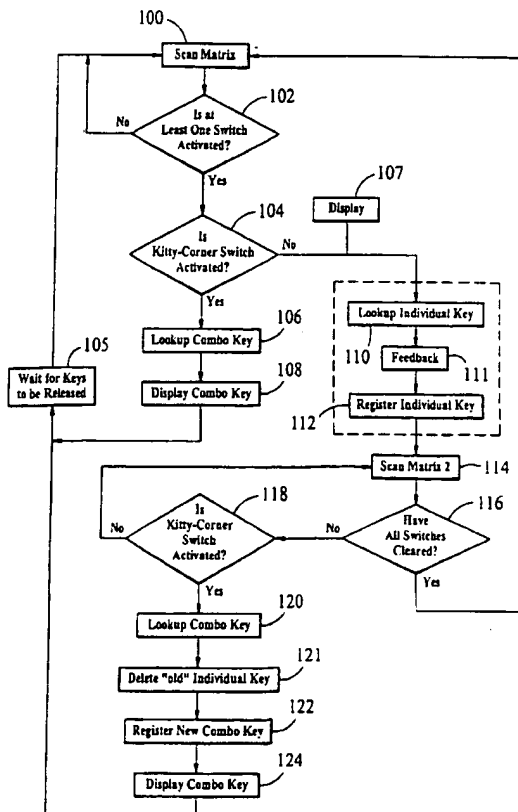 100
Scan Matrix
102
Is at
Least One Switch
Activated?
No
Yes
107
Display
104
Is
Kitty-Corner Switch
Activated?
No
Yes
106
Lookup Combo Key
108
Display Combo Key
105
Wait for Keys
to be Released
Lookup Individual Key
110
Feedback
111
112
Register Individual Key
Scan Matrix 2
114
116
Have
All Switches
Cleared?
No
Yes
118
Is
Kitty-Corner
Switch
Activated?
No
Yes
120
Lookup Combo Key
121
Delete "old" Individual Key
122
Register New Combo Key
124
Display Combo Key